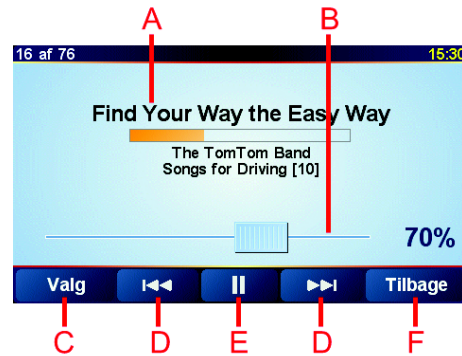 A B
16 af 76 15:30
Find Your Way the Easy Way
The TomTom Band
Songs for Driving [10]
70%
Valg Tilbage
C D E D F